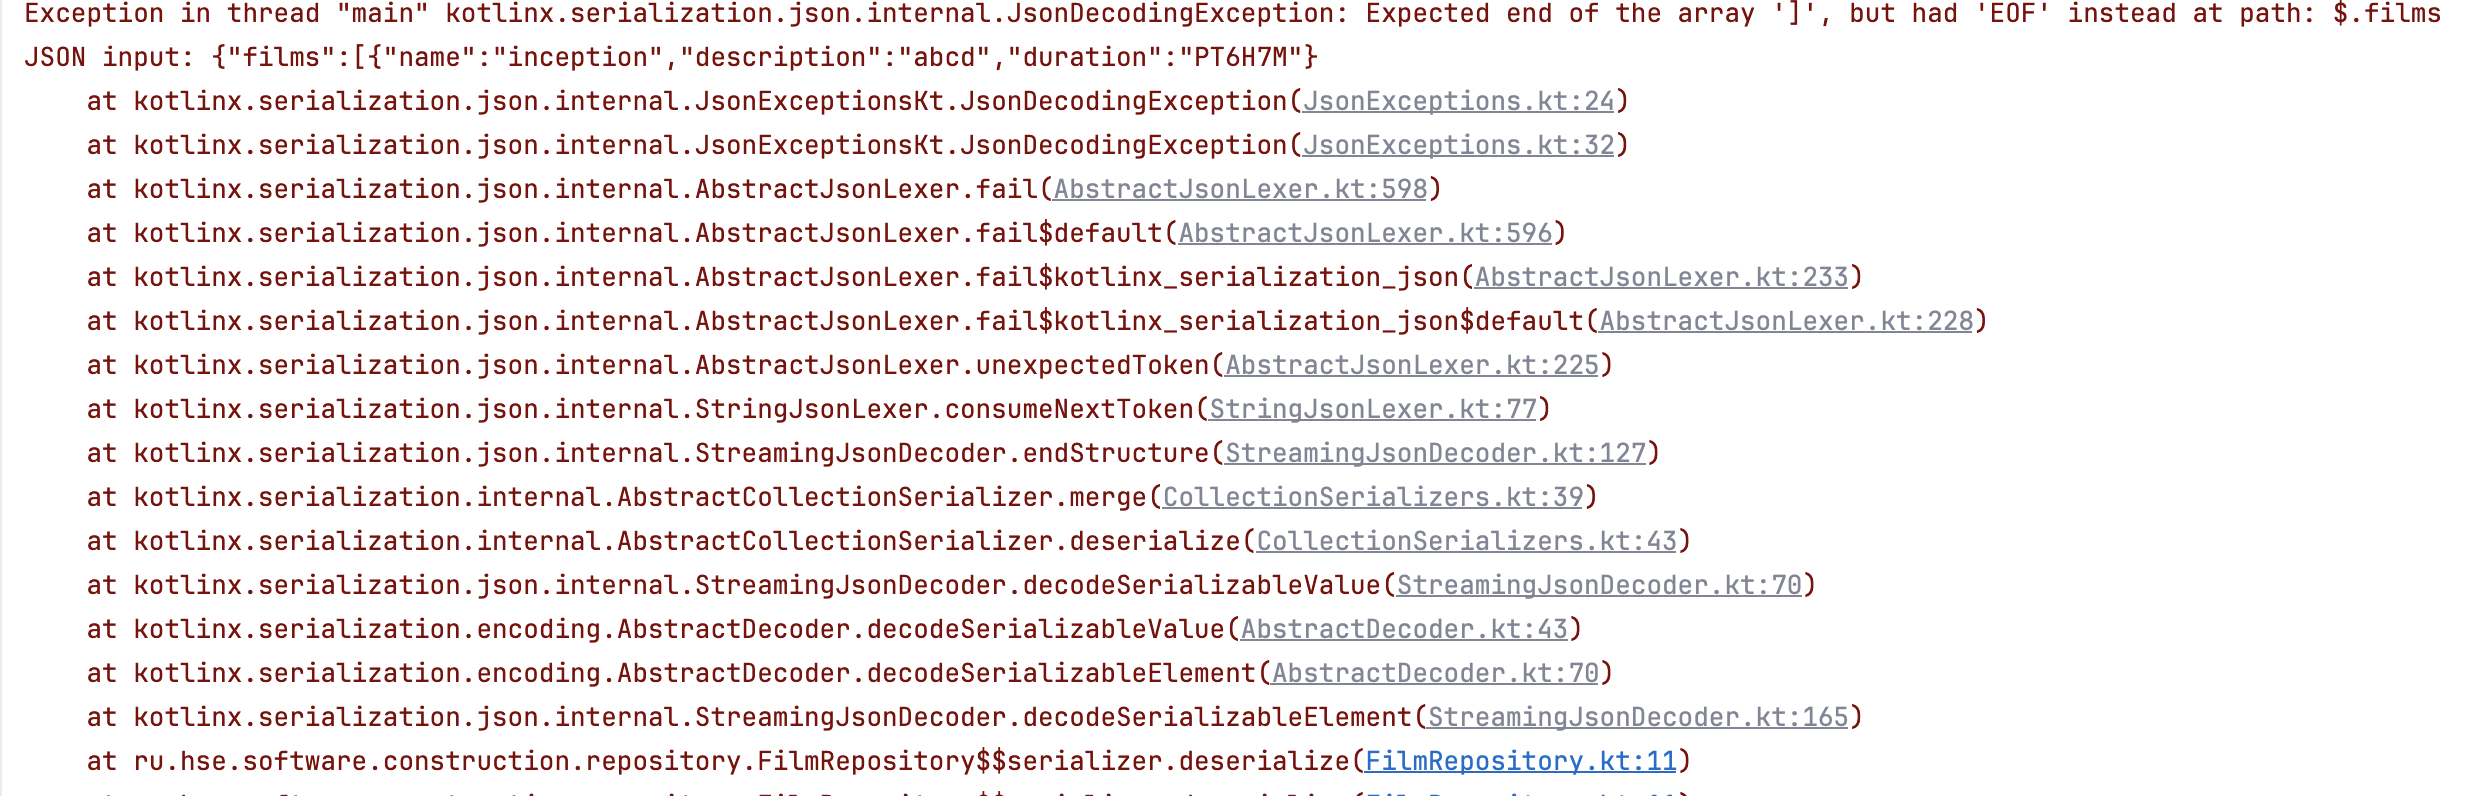 Exception in thread "main" kotlinx.serialization.json.internal.JsonDecodingException: Expected end of the array ']', but had 'EOF' instead at path: $.films
JSON input: {"films":[{"name":"inception","description":"abcd","duration":"PT6H7M"}
    at kotlinx.serialization.json.internal.JsonExceptionsKt.JsonDecodingException(JsonExceptions.kt:24)
    at kotlinx.serialization.json.internal.JsonExceptionsKt.JsonDecodingException(JsonExceptions.kt:32)
    at kotlinx.serialization.json.internal.AbstractJsonLexer.fail(AbstractJsonLexer.kt:598)
    at kotlinx.serialization.json.internal.AbstractJsonLexer.fail$default(AbstractJsonLexer.kt:596)
    at kotlinx.serialization.json.internal.AbstractJsonLexer.fail$kotlinx_serialization_json(AbstractJsonLexer.kt:233)
    at kotlinx.serialization.json.internal.AbstractJsonLexer.fail$kotlinx_serialization_json$default(AbstractJsonLexer.kt:228)
    at kotlinx.serialization.json.internal.AbstractJsonLexer.unexpectedToken(AbstractJsonLexer.kt:225)
    at kotlinx.serialization.json.internal.StringJsonLexer.consumeNextToken(StringJsonLexer.kt:77)
    at kotlinx.serialization.json.internal.StreamingJsonDecoder.endStructure(StreamingJsonDecoder.kt:127)
    at kotlinx.serialization.internal.AbstractCollectionSerializer.merge(CollectionSerializers.kt:39)
    at kotlinx.serialization.internal.AbstractCollectionSerializer.deserialize(CollectionSerializers.kt:43)
    at kotlinx.serialization.json.internal.StreamingJsonDecoder.decodeSerializableValue(StreamingJsonDecoder.kt:70)
    at kotlinx.serialization.encoding.AbstractDecoder.decodeSerializableValue(AbstractDecoder.kt:43)
    at kotlinx.serialization.encoding.AbstractDecoder.decodeSerializableElement(AbstractDecoder.kt:70)
    at kotlinx.serialization.json.internal.StreamingJsonDecoder.decodeSerializableElement(StreamingJsonDecoder.kt:165)
    at ru.hse.software.construction.repository.FilmRepository$$serializer.deserialize(FilmRepository.kt:11)